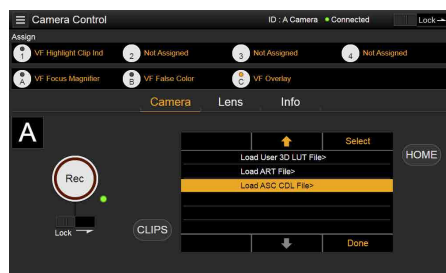 Camera Control
ID : A Camera
Connected
Lock
Assign
1 VF Highlight Clip Ind
2 Not Assigned
3 Not Assigned
4 Not Assigned
A VF Focus Magnifier
B VF False Color
C VF Overlay
Camera Lens Info
A
Select
Load User 3D LUT File>
Load ART File>
Load ASC CDL File>
HOME
Rec
Lock
CLIPS
Done